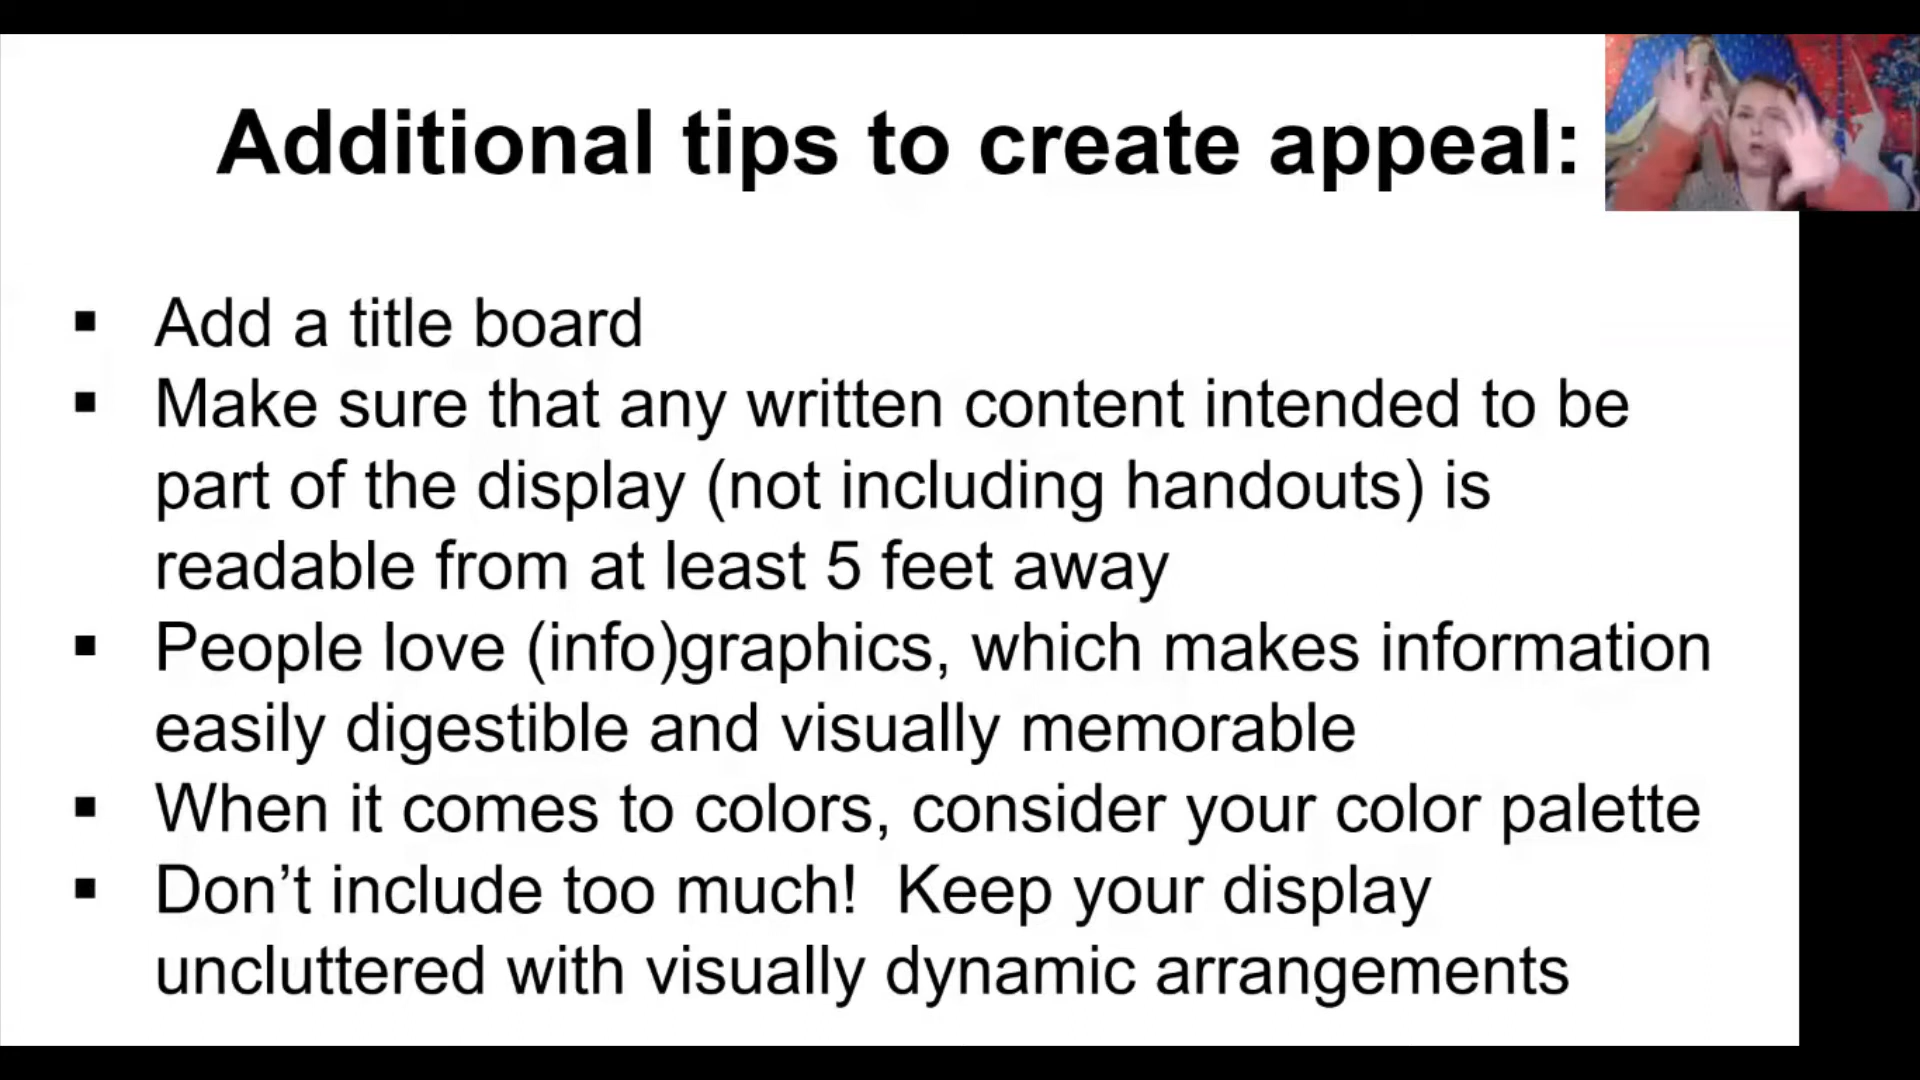 Additional tips to create appeal:
▪ Add a title board
▪ Make sure that any written content intended to be
part of the display (not including handouts) is
readable from at least 5 feet away
▪ People love (info)graphics, which makes information
easily digestible and visually memorable
▪ When it comes to colors, consider your color palette
▪ Don’t include too much!  Keep your display
uncluttered with visually dynamic arrangements